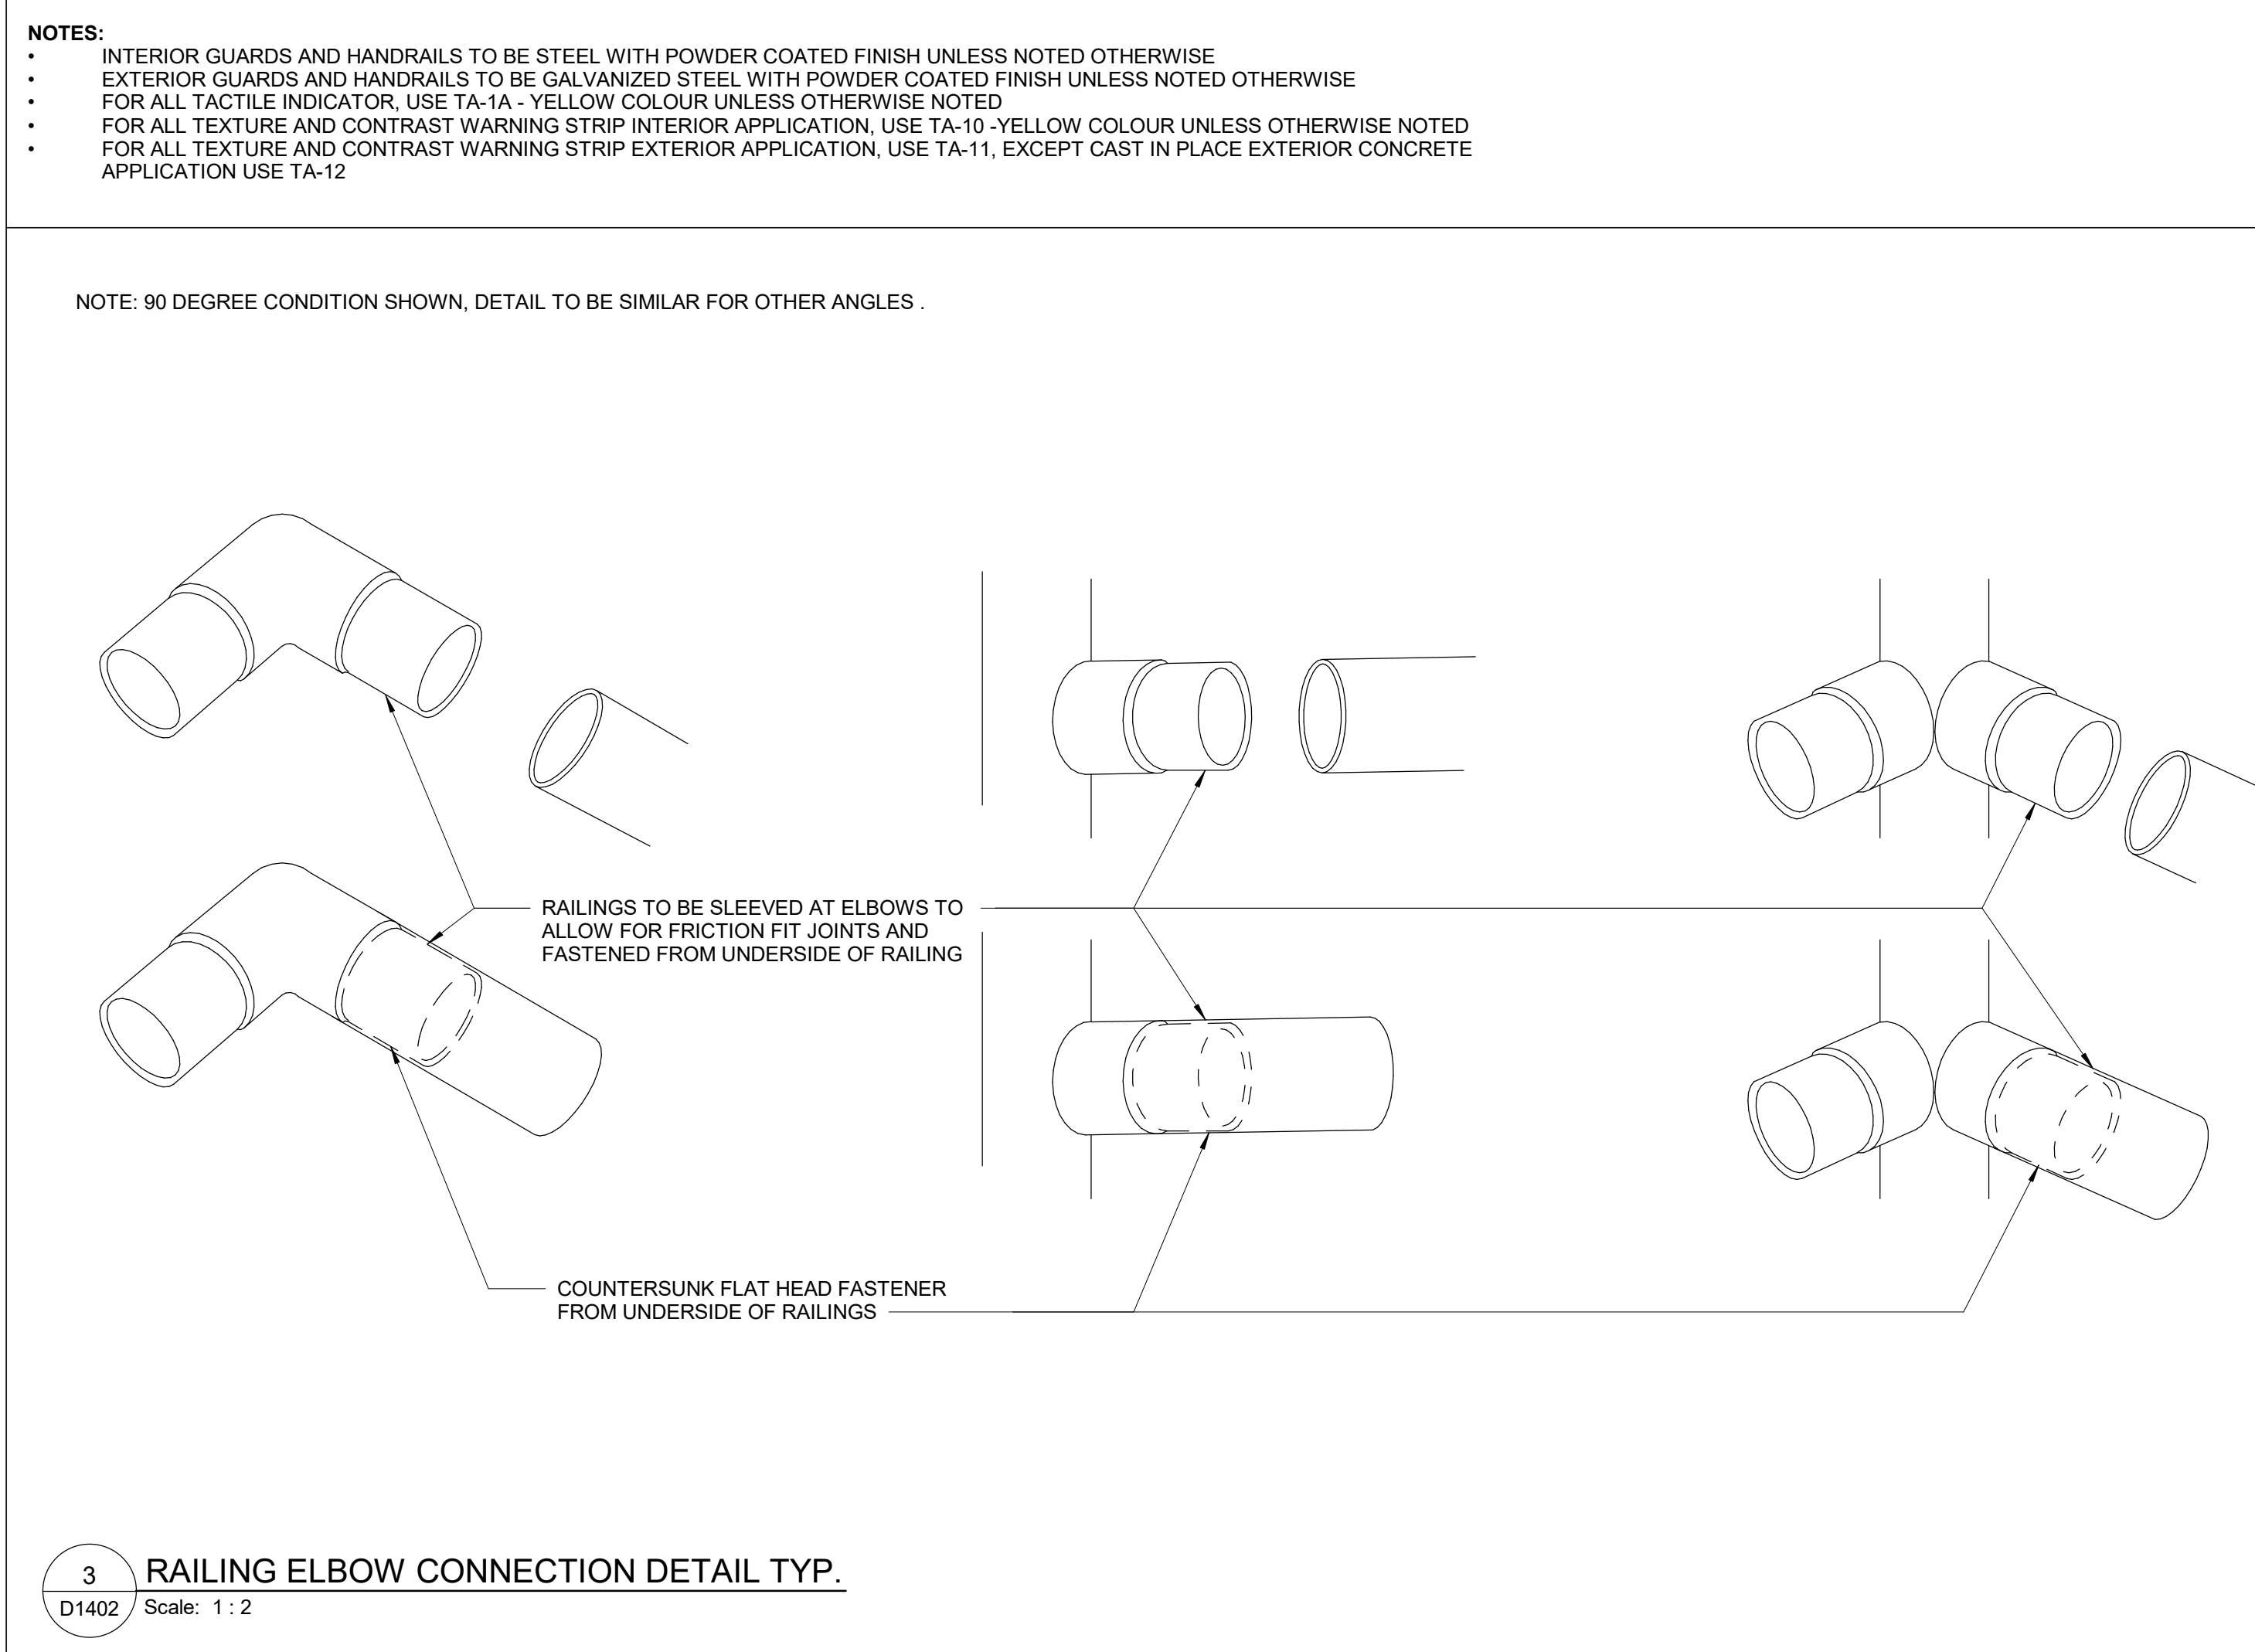 NOTES:
• INTERIOR GUARDS AND HANDRAILS TO BE STEEL WITH POWDER COATED FINISH UNLESS NOTED OTHERWISE
• EXTERIOR GUARDS AND HANDRAILS TO BE GALVANIZED STEEL WITH POWDER COATED FINISH UNLESS NOTED OTHERWISE
• FOR ALL TACTILE INDICATOR, USE TA-1A - YELLOW COLOUR UNLESS OTHERWISE NOTED
• FOR ALL TEXTURE AND CONTRAST WARNING STRIP INTERIOR APPLICATION, USE TA-10 -YELLOW COLOUR UNLESS OTHERWISE NOTED
• FOR ALL TEXTURE AND CONTRAST WARNING STRIP EXTERIOR APPLICATION, USE TA-11, EXCEPT CAST IN PLACE EXTERIOR CONCRETE
APPLICATION USE TA-12
NOTE: 90 DEGREE CONDITION SHOWN, DETAIL TO BE SIMILAR FOR OTHER ANGLES .
RAILINGS TO BE SLEEVED AT ELBOWS TO
ALLOW FOR FRICTION FIT JOINTS AND
FASTENED FROM UNDERSIDE OF RAILING
COUNTERSUNK FLAT HEAD FASTENER
FROM UNDERSIDE OF RAILINGS
3
D1402
RAILING ELBOW CONNECTION DETAIL TYP.
Scale: 1 : 2